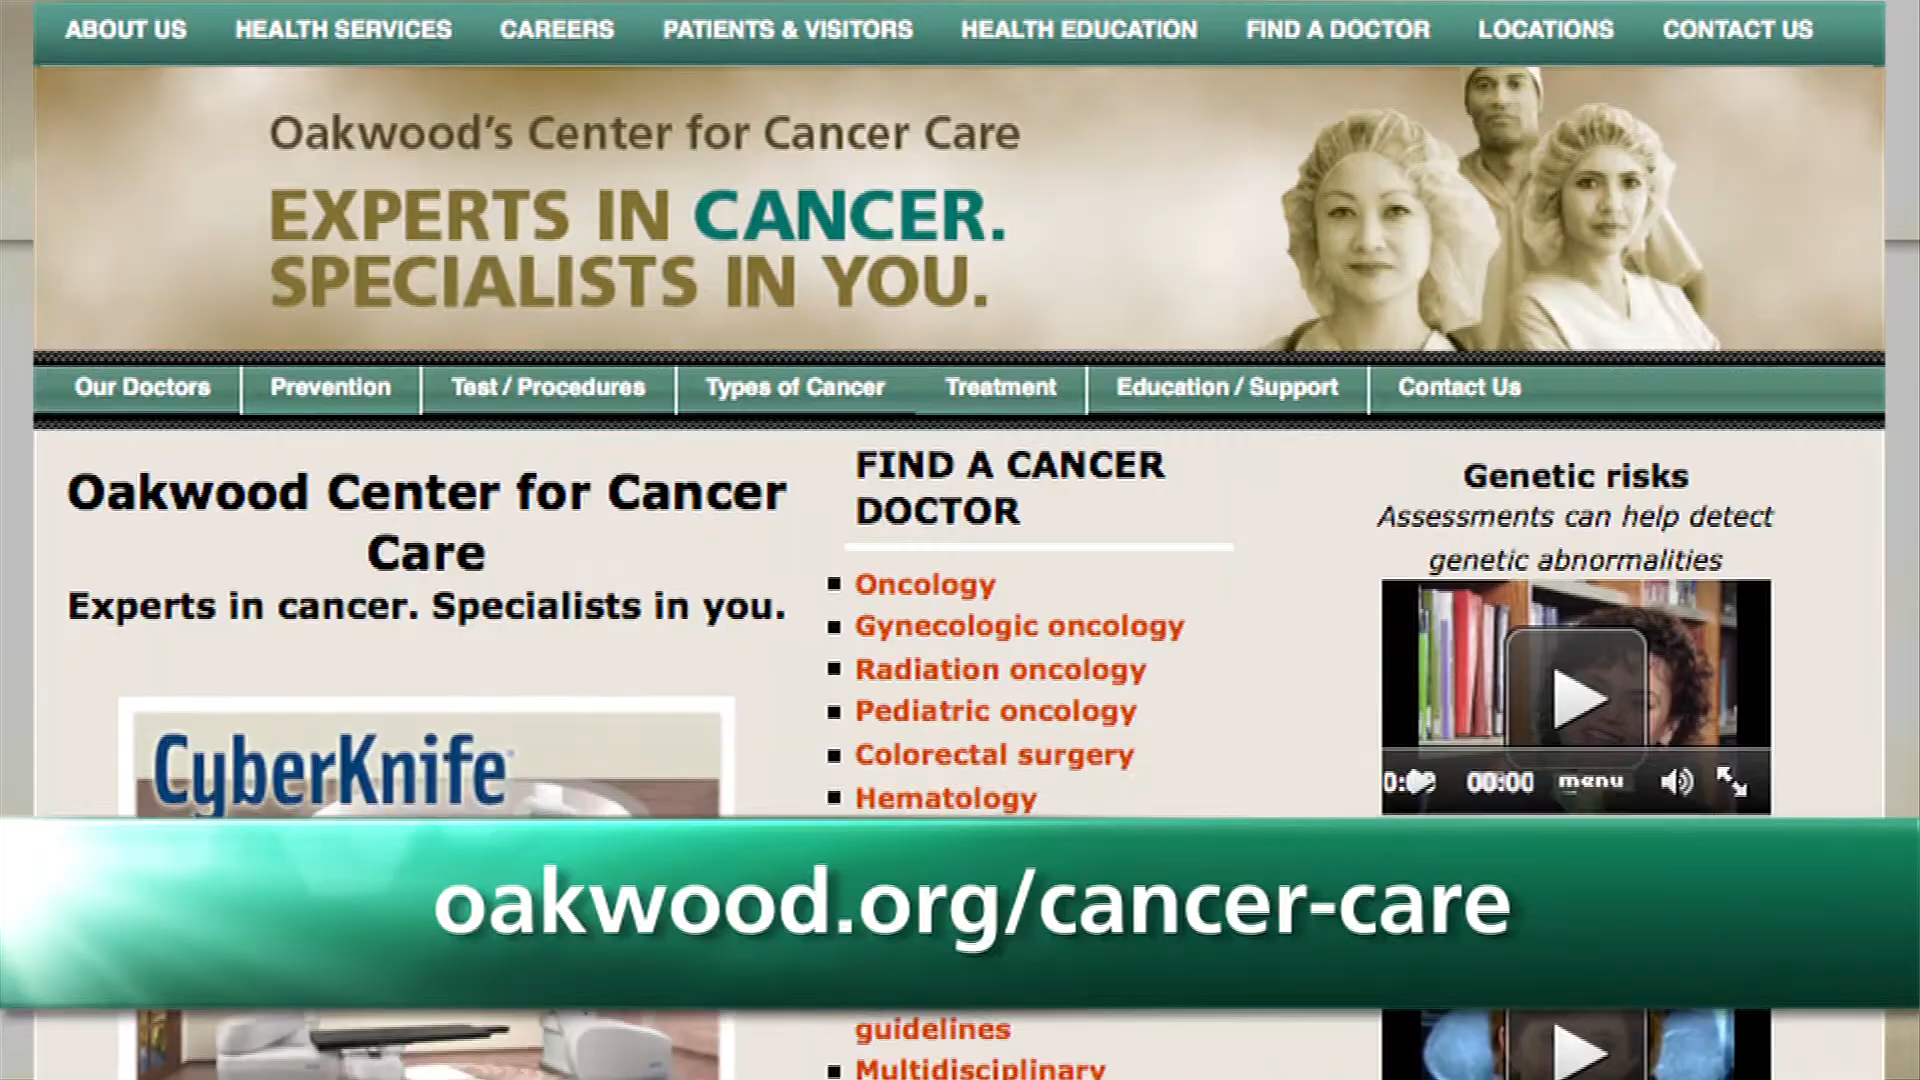 ABOUT US HEALTH SERVICES CAREERS PATIENTS & VISITORS HEALTH EDUCATION FIND A DOCTOR LOCATIONS CONTACT US
Oakwood's Center for Cancer Care
EXPERTS IN CANCER.
SPECIALISTS IN YOU.
Our Doctors Prevention Test / Procedures Types of Cancer Treatment Education / Support Contact Us
Oakwood Center for Cancer
Care
Experts in cancer. Specialists in you.
CyberKnife
FIND A CANCER
DOCTOR
Oncology
Gynecologic oncology
Radiation oncology
Pediatric oncology
Colorectal surgery
Hematology
guidelines
Multidisciplinary
Genetic risks
Assessments can help detect
genetic abnormalities
00:00 menu
oakwood.org/cancer-care